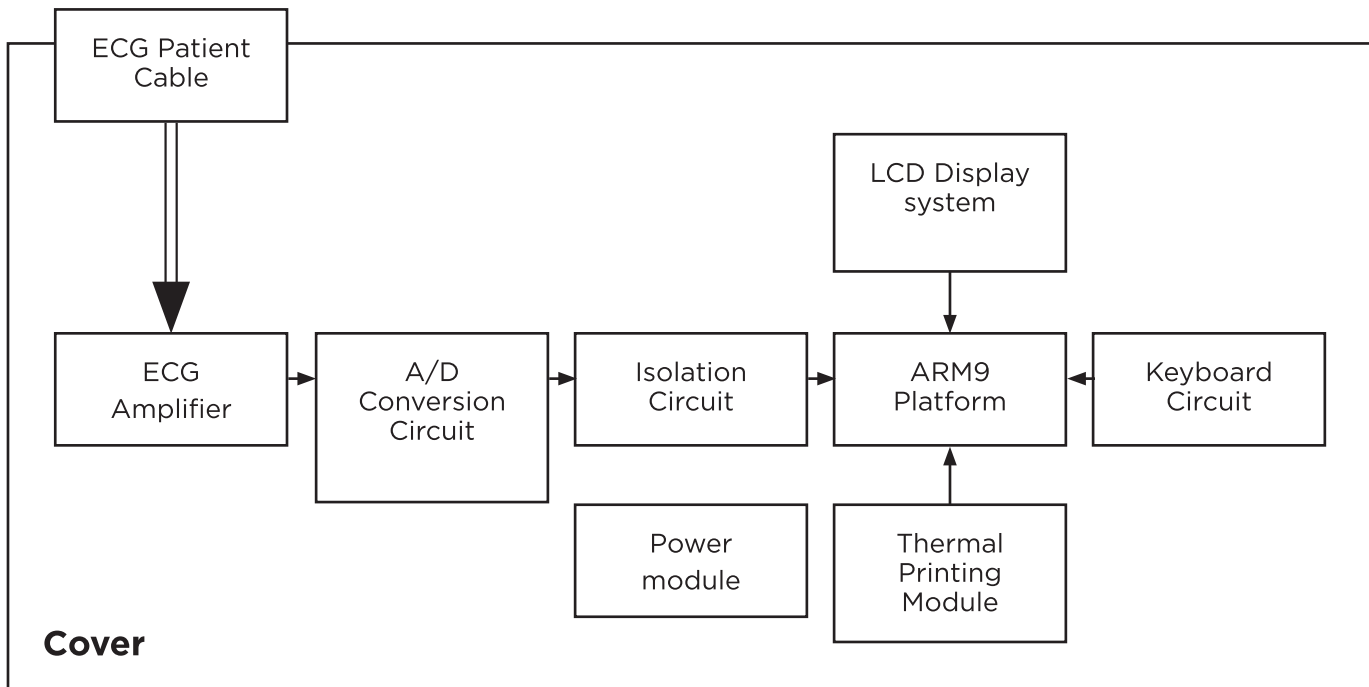 ECG Patient
Cable
LCD Display
system
ECG
Amplifier
A/D
Conversion
Circuit
Isolation
Circuit
ARM9
Platform
Keyboard
Circuit
Power
module
Thermal
Printing
Module
Cover